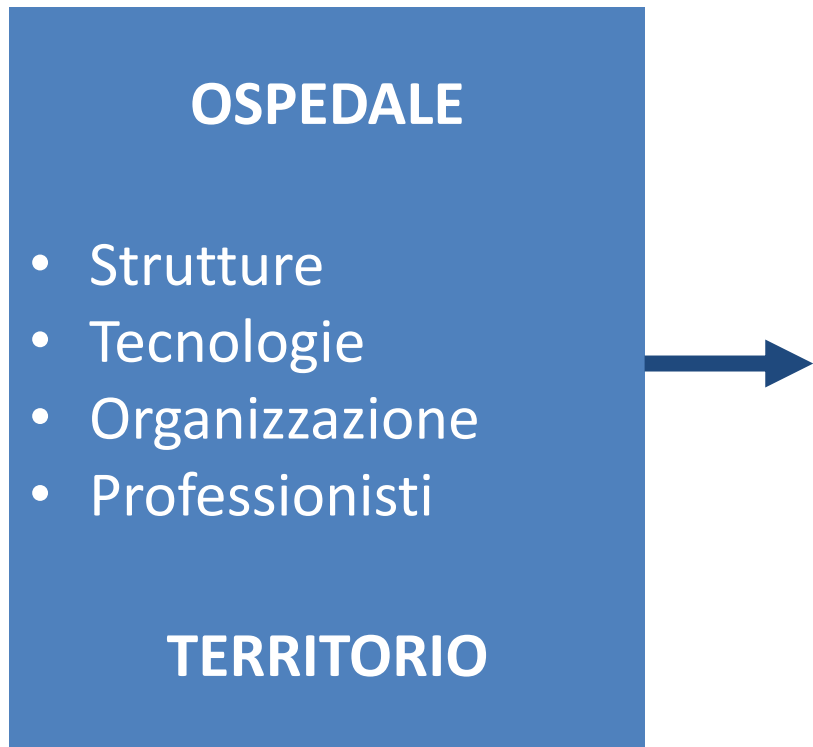 OSPEDALE
• Strutture
• Tecnologie
• Organizzazione
• Professionisti
TERRITORIO